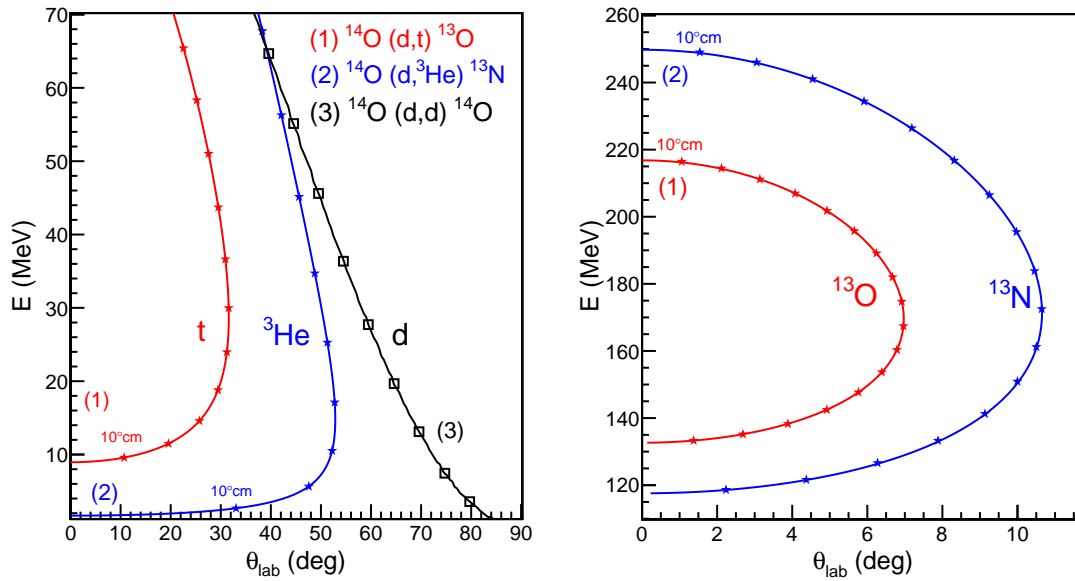 (1) ¹⁴O (d,t) ¹³O
(2) ¹⁴O (d,³He) ¹³N
(3) ¹⁴O (d,d) ¹⁴O
E (MeV)
70
60
50
40
30
20
10
t
³He
d
(1)
10°cm
(2)
10°cm
(3)
0 10 20 30 40 50 60 70 80 90
θlab (deg)
E (MeV)
260
240
220
200
180
160
140
120
10°cm
(2)
10°cm
(1)
¹³O
¹³N
0 2 4 6 8 10
θlab (deg)